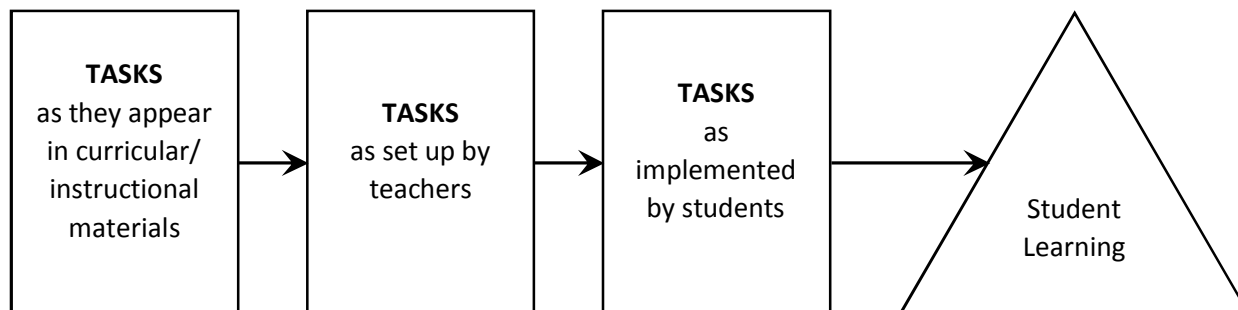 TASKS
as they appear
in curricular/
instructional
materials
TASKS
as set up by
teachers
TASKS
as
implemented
by students
Student
Learning